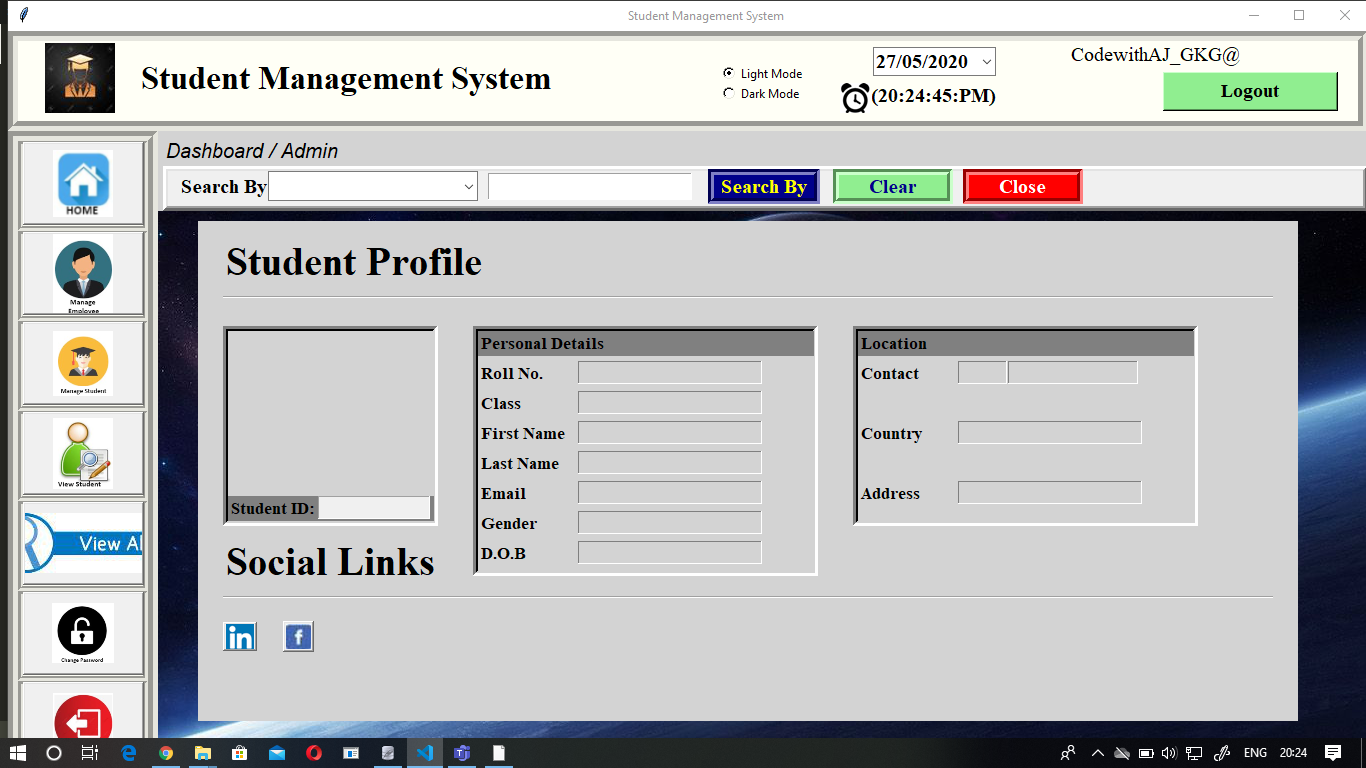 Student Management System
Student Management System
Light Mode
Dark Mode
27/05/2020
(20:24:45:PM)
CodewithAJ_GKG@
Logout
HOME
Manage
Employee
Manage Student
View Student
View Al
Change Password
Dashboard / Admin
Search By
Search By
Clear
Close
Student Profile
Student ID:
Personal Details
Roll No.
Class
First Name
Last Name
Email
Gender
D.O.B
Location
Contact
Country
Address
Social Links
in
f
ENG 20:24